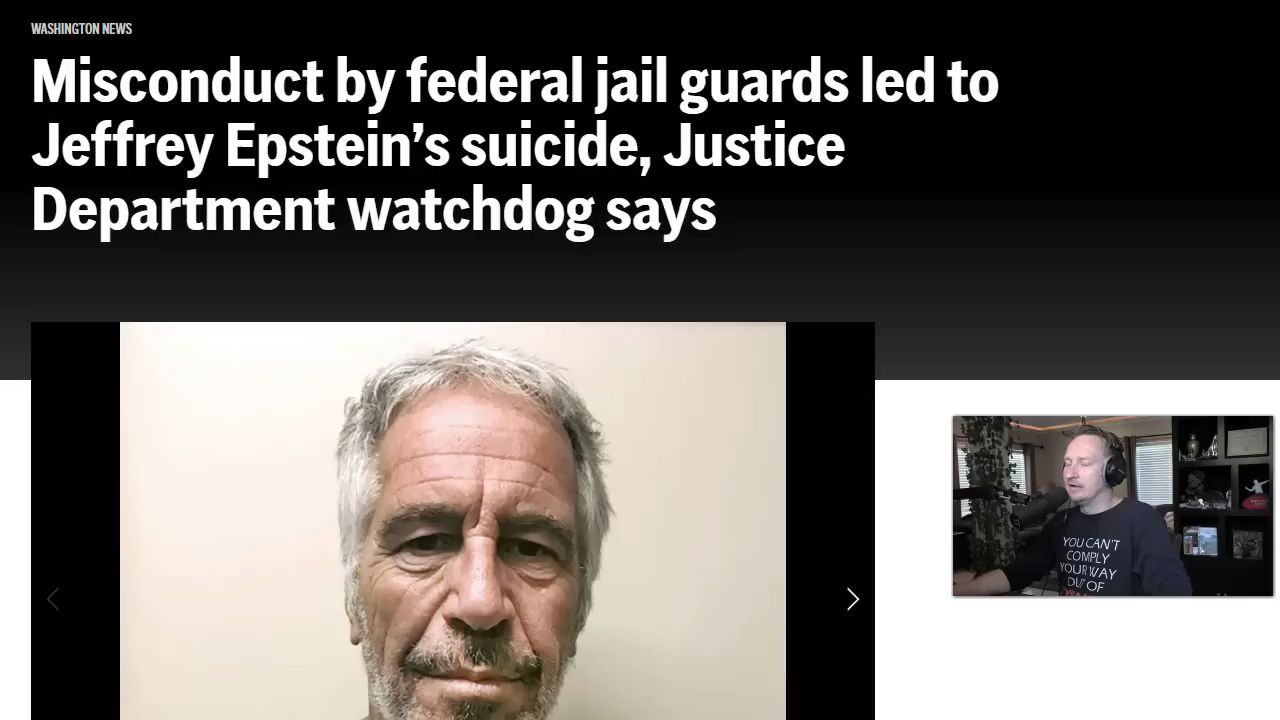 WASHINGTON NEWS
Misconduct by federal jail guards led to
Jeffrey Epstein’s suicide, Justice
Department watchdog says
YOU CAN'T
COMPLY
YOUR WAY
OUT OF